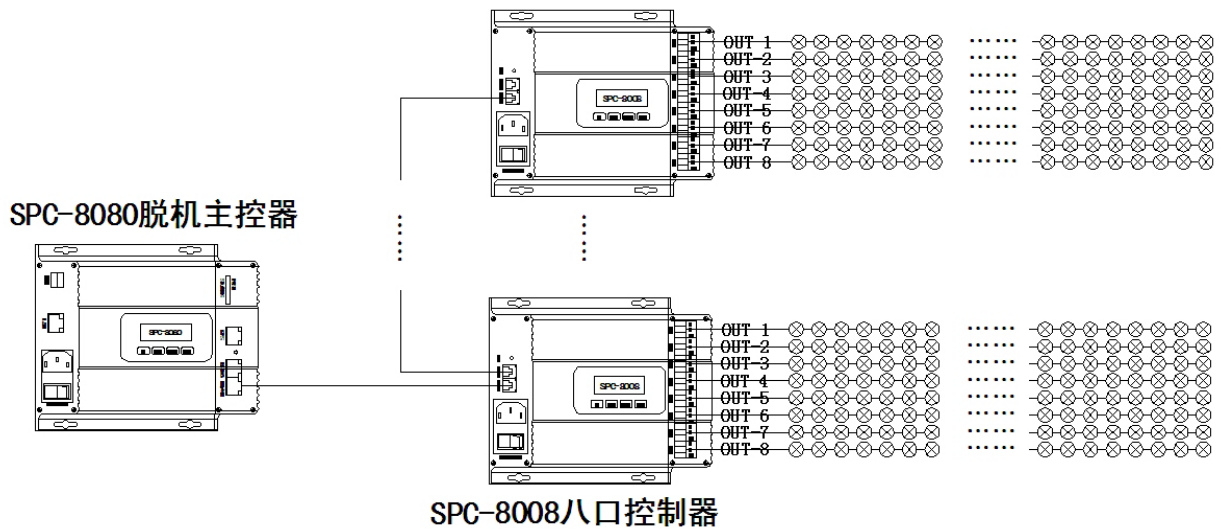 OUT 1
OUT-2
OUT 3
OUT-4
OUT-5
OUT 6
OUT-7
OUT 8
SPC-8008
SPC-8080脱机主控器
SPC-8080
OUT 1
OUT-2
OUT-3
OUT 4
OUT-5
OUT 6
OUT-7
OUT-8
SPC-8008
SPC-8008八口控制器